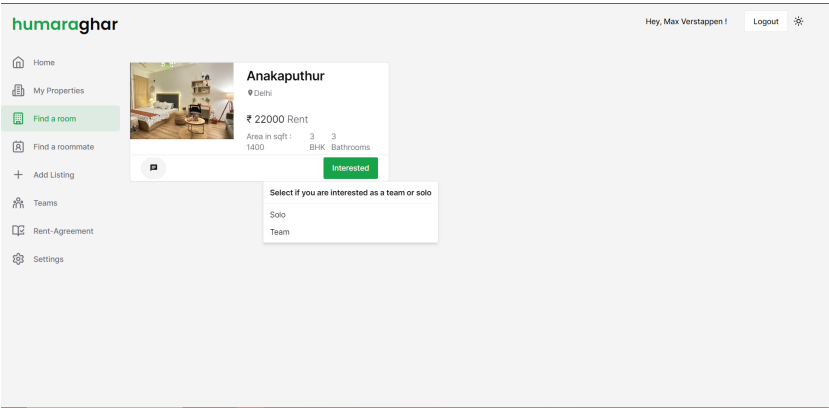 humaraghar
Hey, Max Verstappen !
Logout
Home
My Properties
Find a room
Find a roommate
Add Listing
Teams
Rent-Agreement
Settings
Anakaputhur
Delhi
₹ 22000 Rent
Area in sqft : 3 3
1400 BHK Bathrooms
Interested
Select if you are interested as a team or solo
Solo
Team